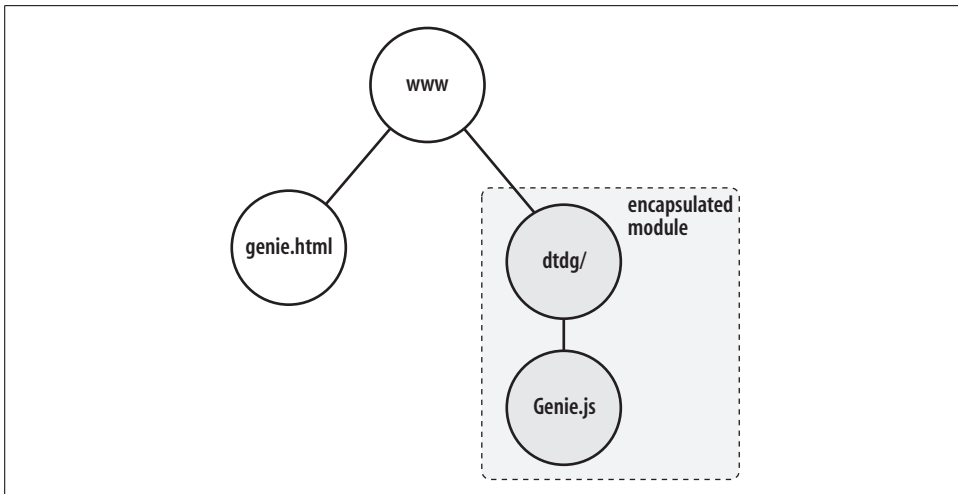 www
genie.html
encapsulated
module
dtdg/
Genie.js